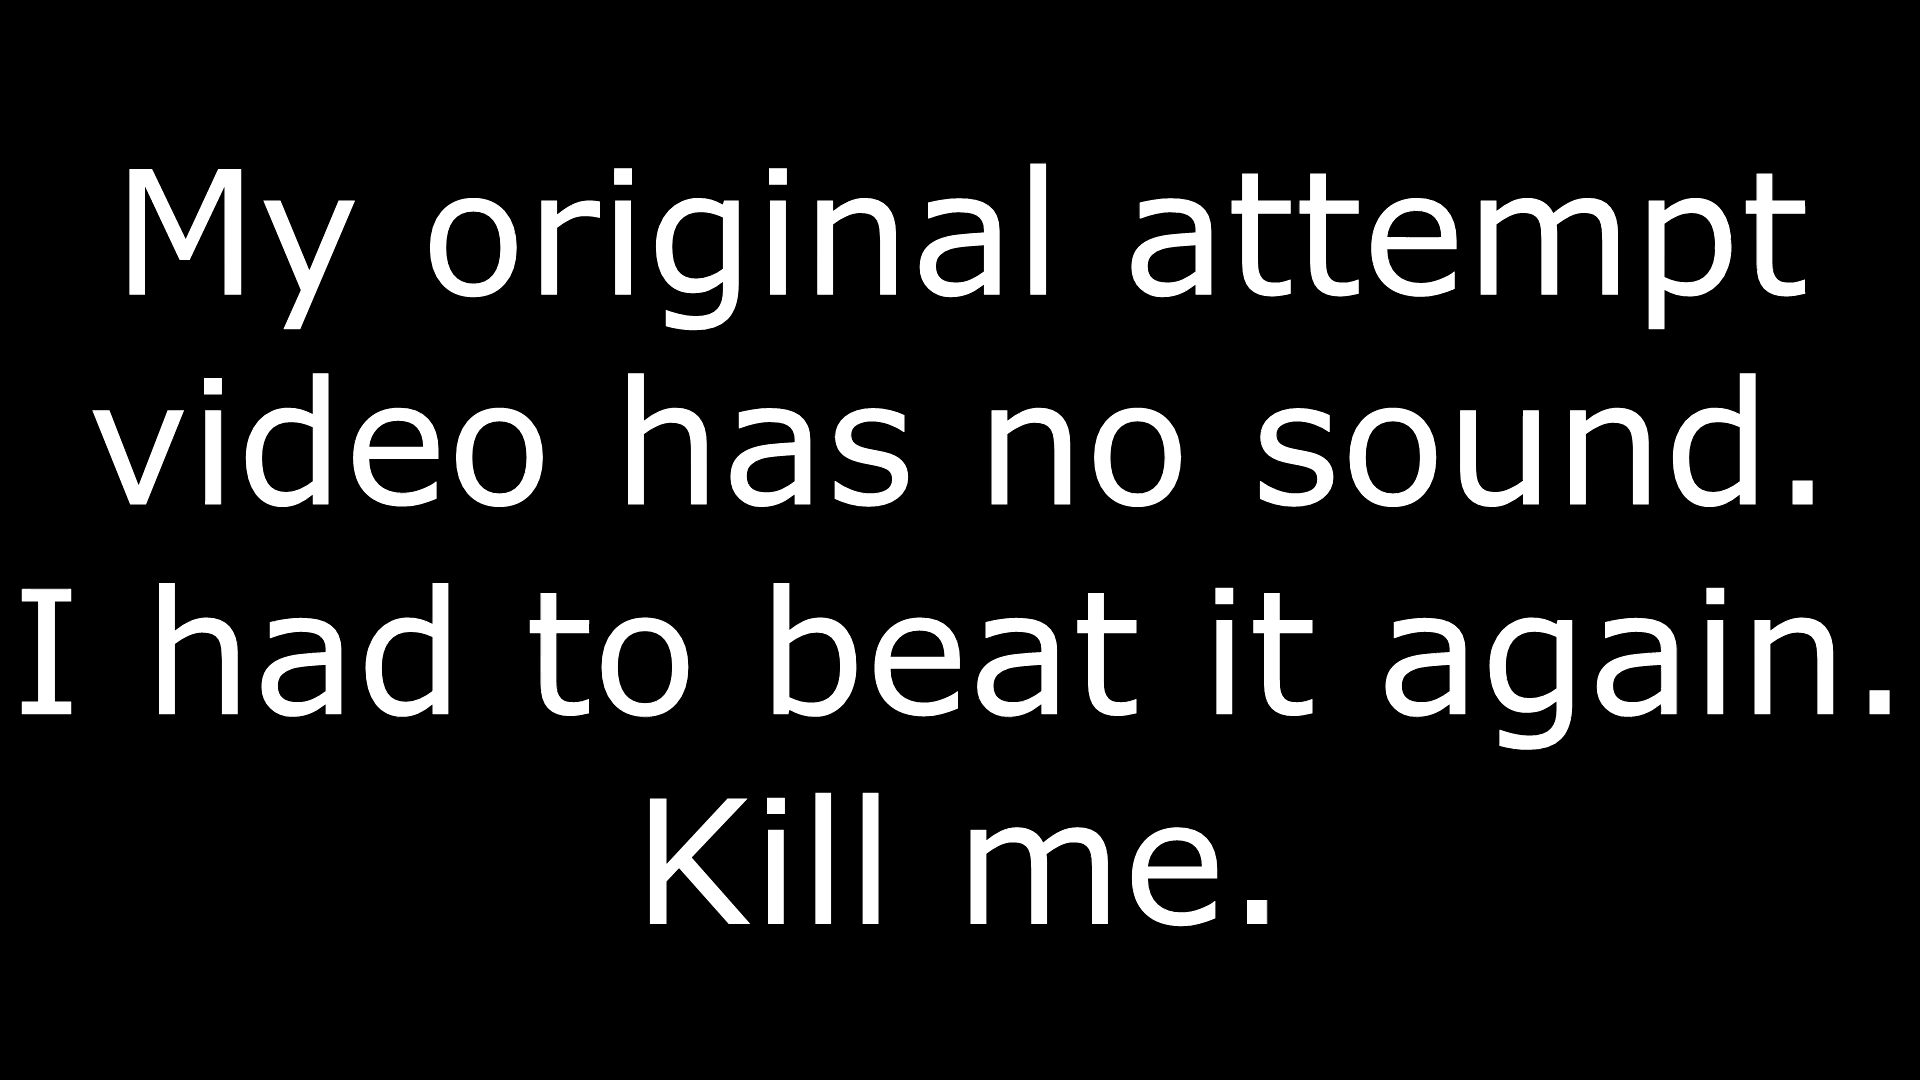 My original attempt
video has no sound.
I had to beat it again.
Kill me.